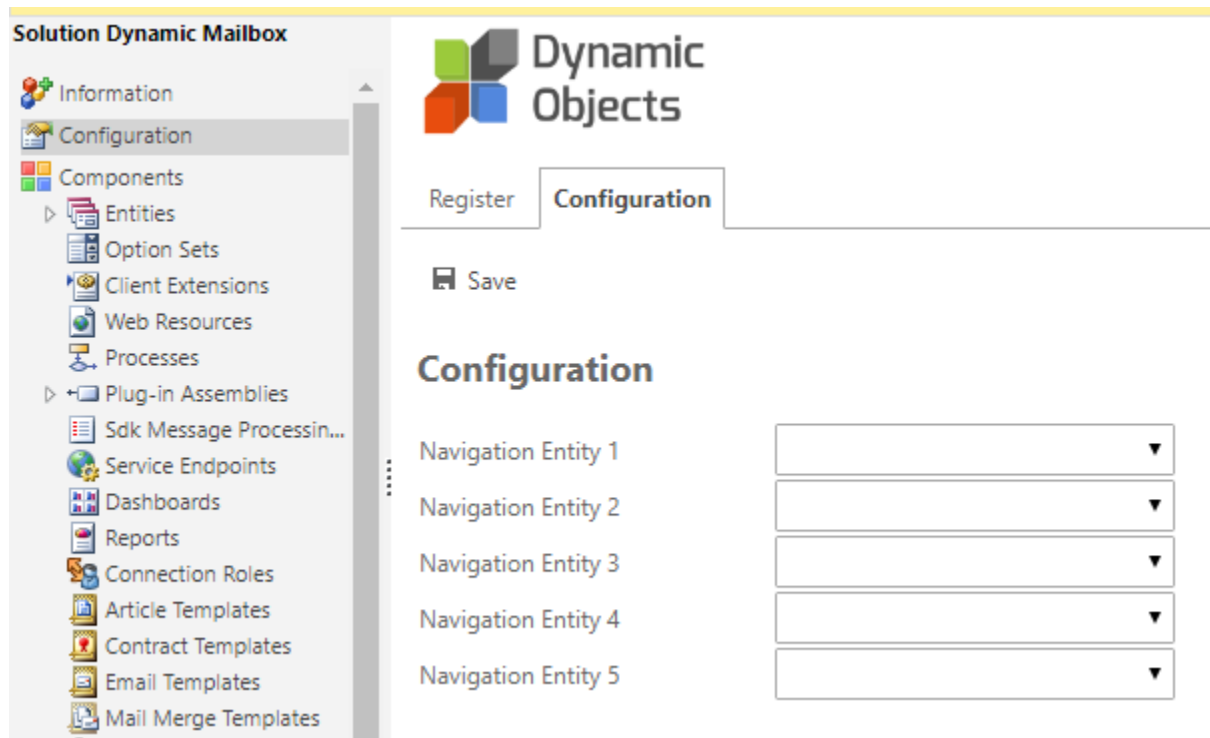 Solution Dynamic Mailbox
Information
Configuration
Components
Entities
Option Sets
Client Extensions
Web Resources
Processes
Plug-in Assemblies
Sdk Message Processin...
Service Endpoints
Dashboards
Reports
Connection Roles
Article Templates
Contract Templates
Email Templates
Mail Merge Templates
Dynamic
Objects
Register Configuration
Save
Configuration
Navigation Entity 1
Navigation Entity 2
Navigation Entity 3
Navigation Entity 4
Navigation Entity 5